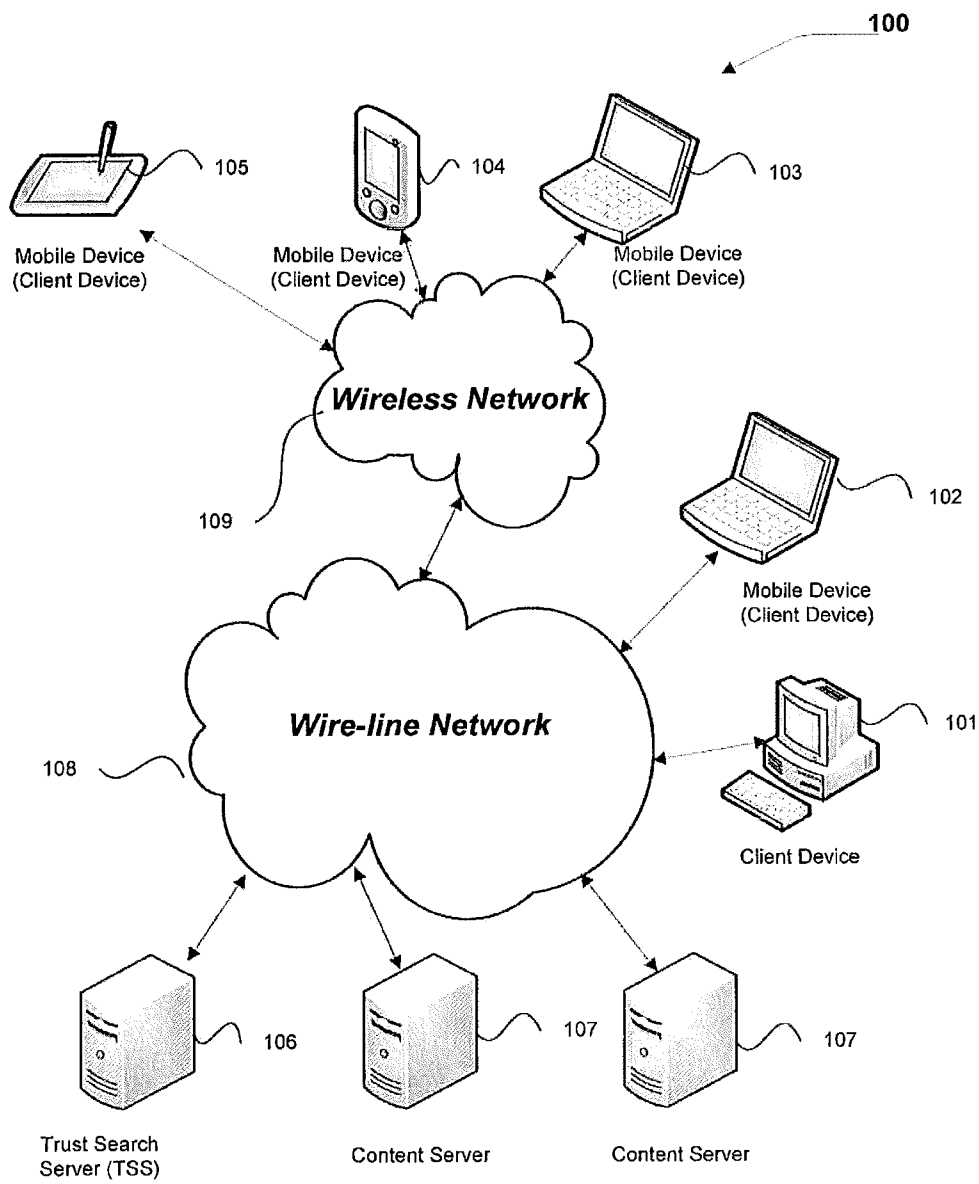 100
105
104
103
Mobile Device
(Client Device)
Mobile Device
(Client Device)
Mobile Device
(Client Device)
Wireless Network
109
102
Mobile Device
(Client Device)
Wire-line Network
108
101
Client Device
106
107
107
Trust Search
Server (TSS)
Content Server
Content Server